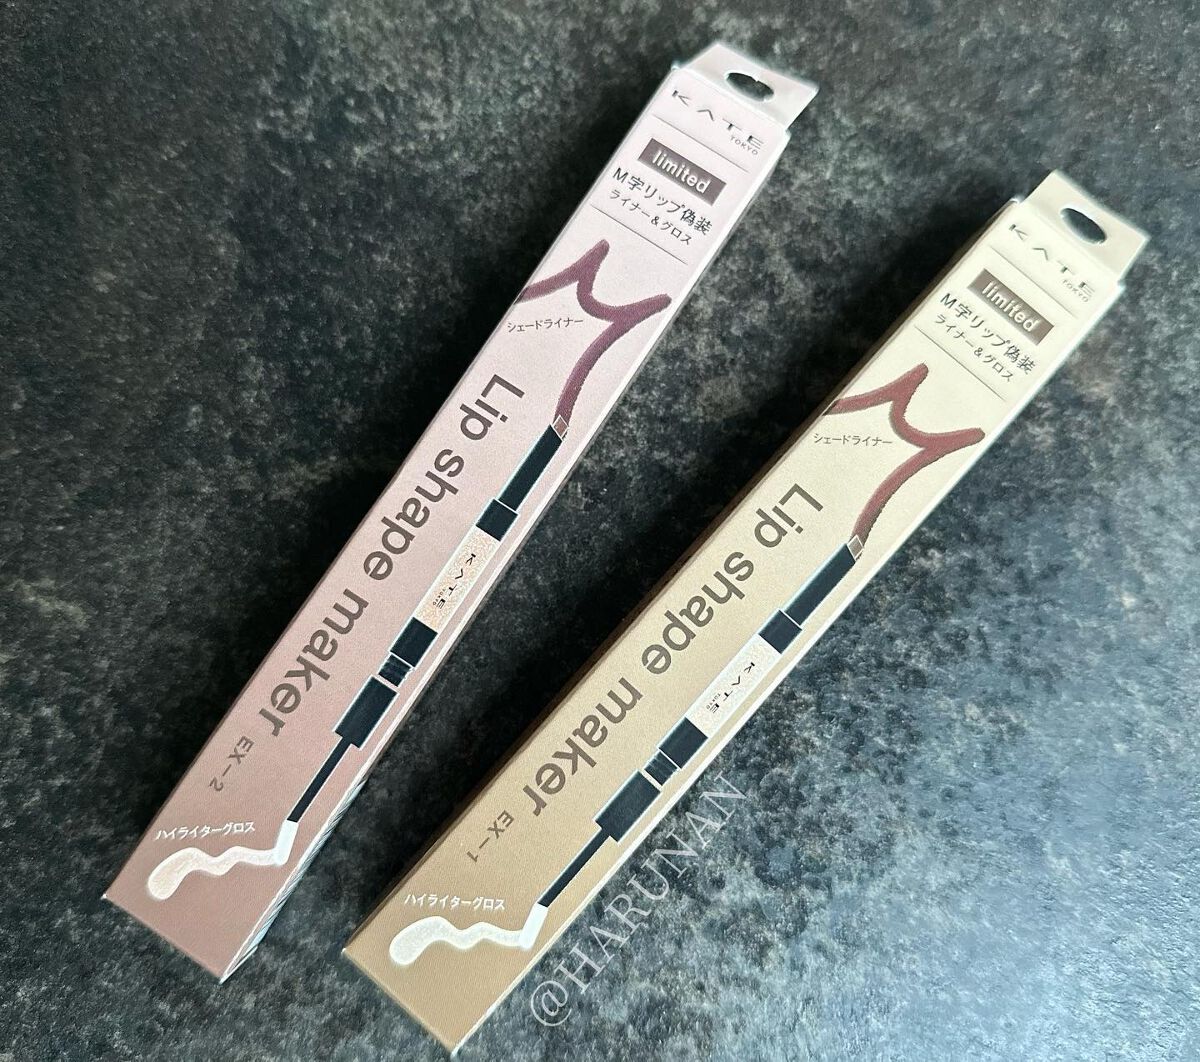 KATE
TOKYO
limited
M字リップ偽装
ライナー&グロス
シェードライナー
Lip shape maker EX-2
KATE
TOKYO
ハイライターグロス
KATE
TOKYO
limited
M字リップ偽装
ライナー&グロス
シェードライナー
Lip shape maker EX-1
KATE
TOKYO
ハイライターグロス
@HARUNAN